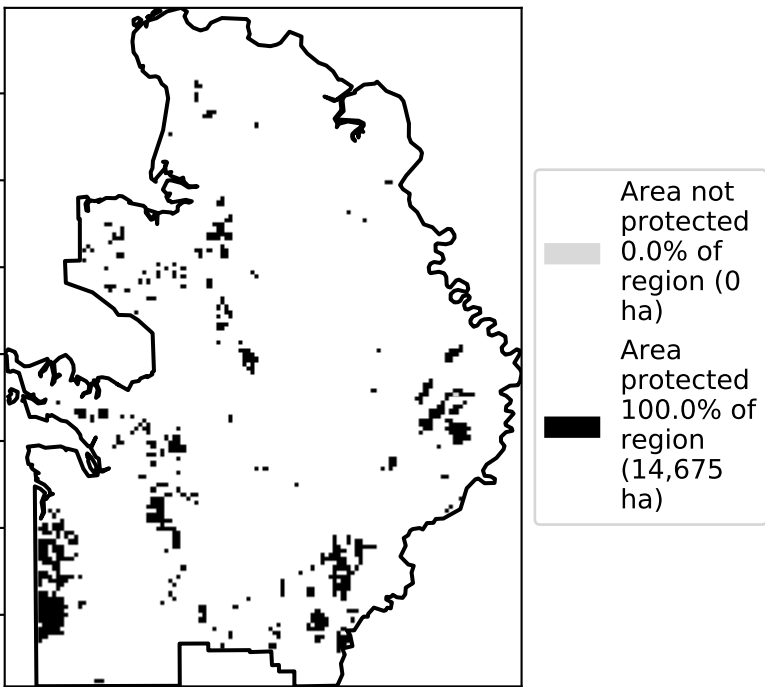 Area not
protected
0.0% of
region (0
ha)
Area
protected
100.0% of
region
(14,675
ha)